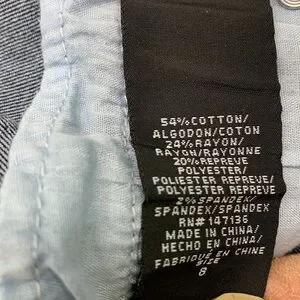 54%COTTON/
ALGODON/COTON
24%RAYON/
RAYON/RAYONNE
20%REPREVE
POLYESTER/
POLIESTER REPREVE/
POLYESTER REPREVE
2%SPANDEX/
SPANDEX/SPANDEX
RN# 147136
MADE IN CHINA/
HECHO EN CHINA/
FABRIQUE EN CHINE
SIZE
8